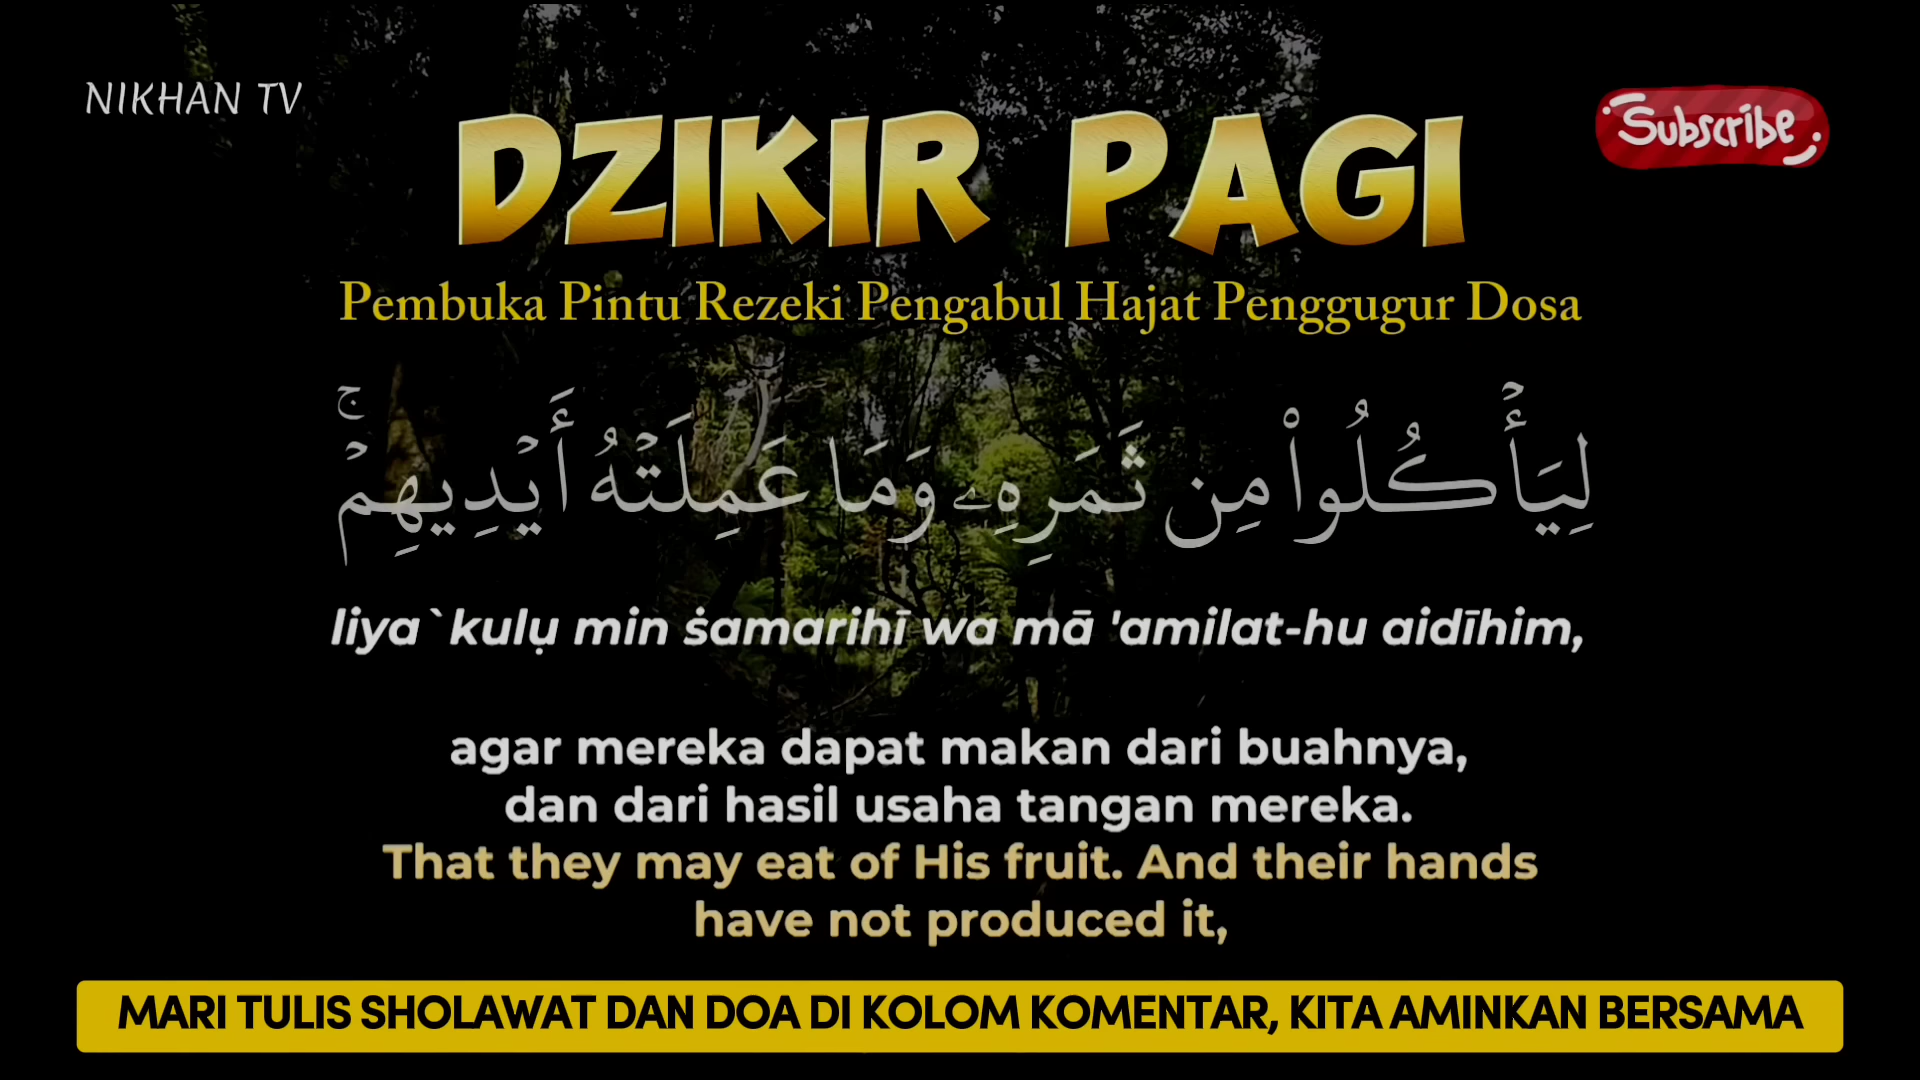 NIKHAN TV
Subscribe
DZIKIR PAGI
Pembuka Pintu Rezeki Pengabul Hajat Penggugur Dosa
لِيَأۡكُلُواْ مِن ثَمَرِهِۦ وَمَا عَمِلَتۡهُ أَيۡدِيهِمۡۚ
liya`kulụ min ṡamarihī wa mā 'amilat-hu aidīhim,
agar mereka dapat makan dari buahnya,
dan dari hasil usaha tangan mereka.
That they may eat of His fruit. And their hands
have not produced it,
MARI TULIS SHOLAWAT DAN DOA DI KOLOM KOMENTAR, KITA AMINKAN BERSAMA